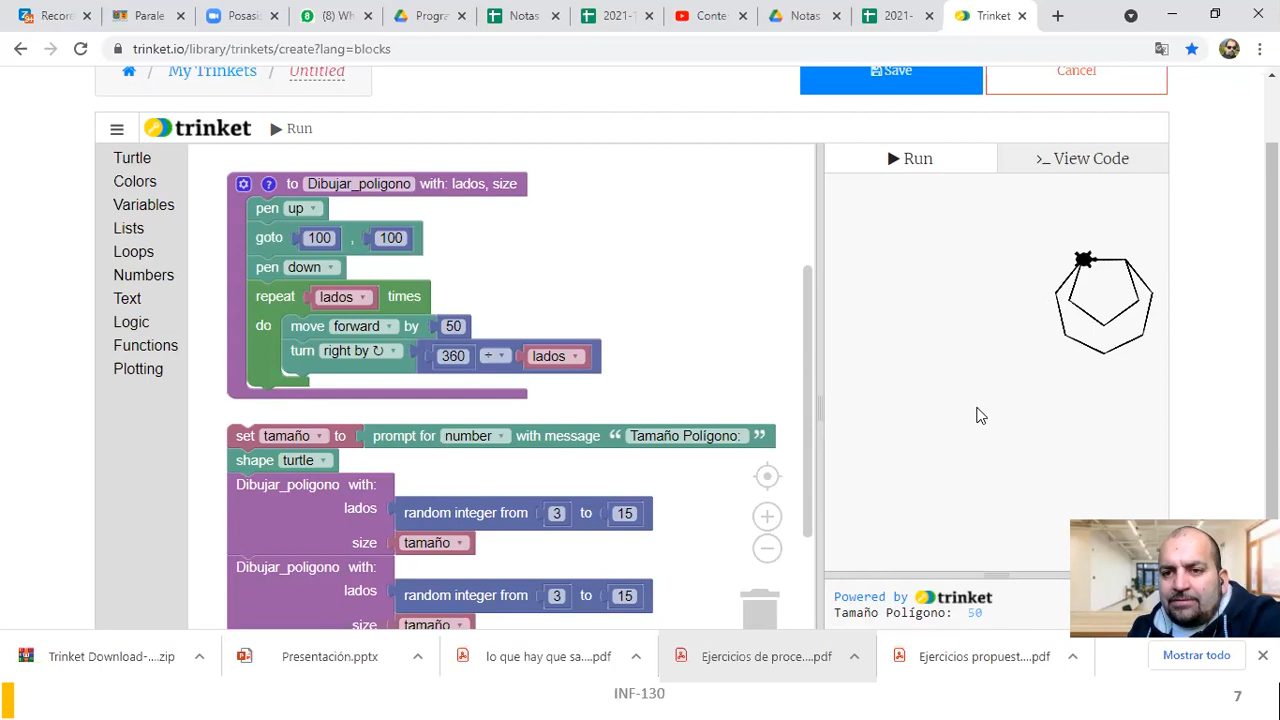 Recor
Parale
Posas
(8) Wh
Progra
Notas
2021-1
Conte
Notas
2021-
Trinket
trinket.io/library/trinkets/create?lang=blocks
/ My Trinkets / Untitled
Save
Cancel
trinket
Run
Run
>_ View Code
Turtle
Colors
Variables
Lists
Loops
Numbers
Text
Logic
Functions
Plotting
to Dibujar_poligono with: lados, size
pen up
goto 100 , 100
pen down
repeat lados times
do move forward by 50
turn right by ↻ 360 ÷ lados
set tamaño to prompt for number with message “ Tamaño Polígono: ”
shape turtle
Dibujar_poligono with:
lados random integer from 3 to 15
size tamaño
Dibujar_poligono with:
lados random integer from 3 to 15
size tamaño
Powered by trinket
Tamaño Polígono: 50
Trinket Download-....zip
Presentación.pptx
lo que hay que sa....pdf
Ejercicios de proce....pdf
Ejercicios propuest....pdf
Mostrar todo
INF-130
7